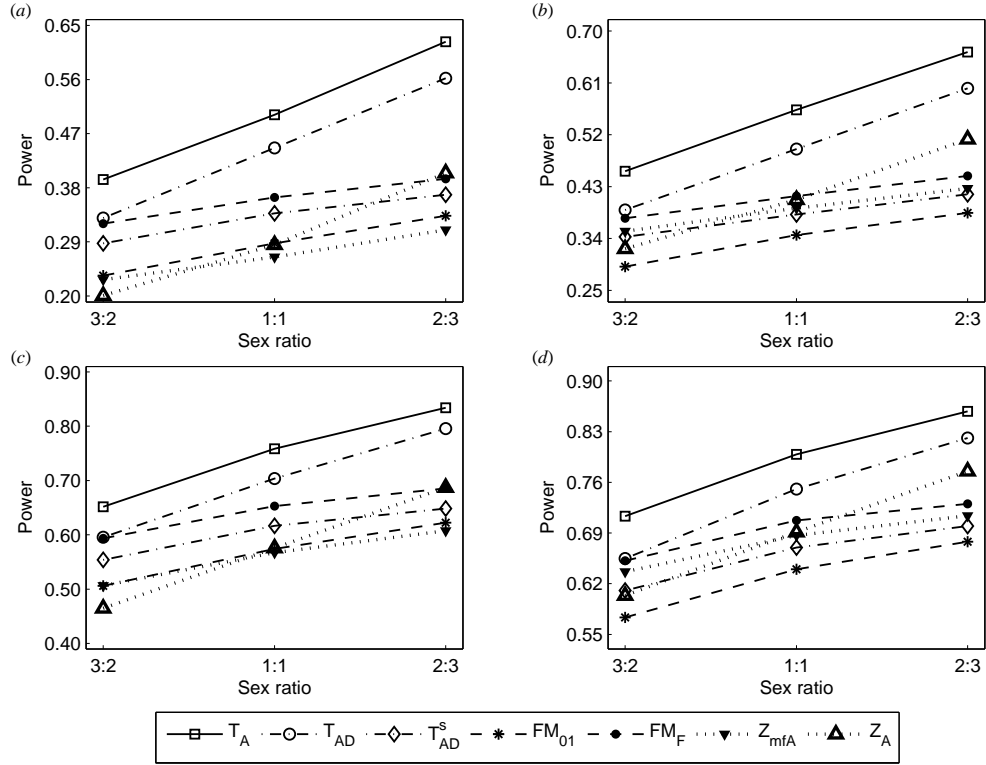 (a)
0.65
0.56
0.47
0.38
0.29
0.20
Power
3:2 1:1 2:3
Sex ratio
(b)
0.70
0.61
0.52
0.43
0.34
0.25
Power
3:2 1:1 2:3
Sex ratio
(c)
0.90
0.80
0.70
0.60
0.50
0.40
Power
3:2 1:1 2:3
Sex ratio
(d)
0.90
0.83
0.76
0.69
0.62
0.55
Power
3:2 1:1 2:3
Sex ratio
T_A T_AD T^s_AD FM_01 FM_F Z_mfA Z_A